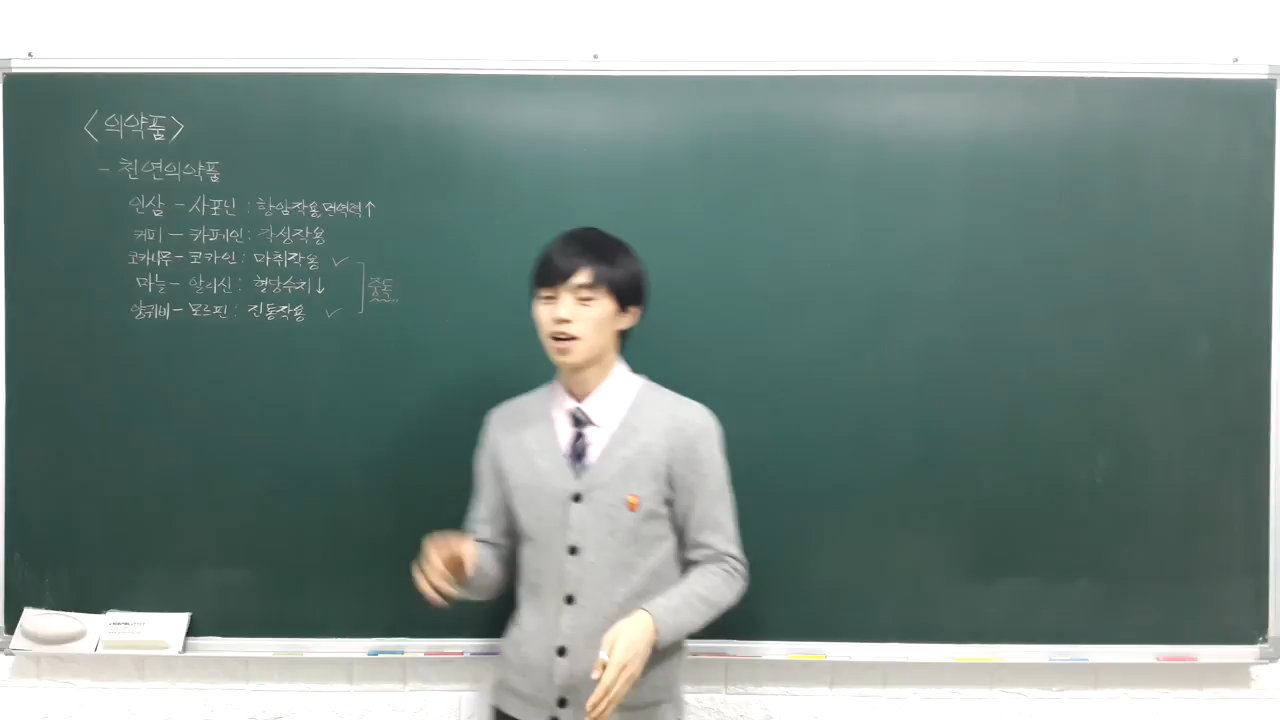 <의약품>
- 천연의약품
인삼 - 사포닌 : 항암작용 면역력↑
커피 - 카페인 : 각성작용
코카나무 - 코카인 : 마취작용 ✓
마늘 - 알리신 : 혈당수치↓
양귀비 - 모르핀 : 진통작용 ✓
중독